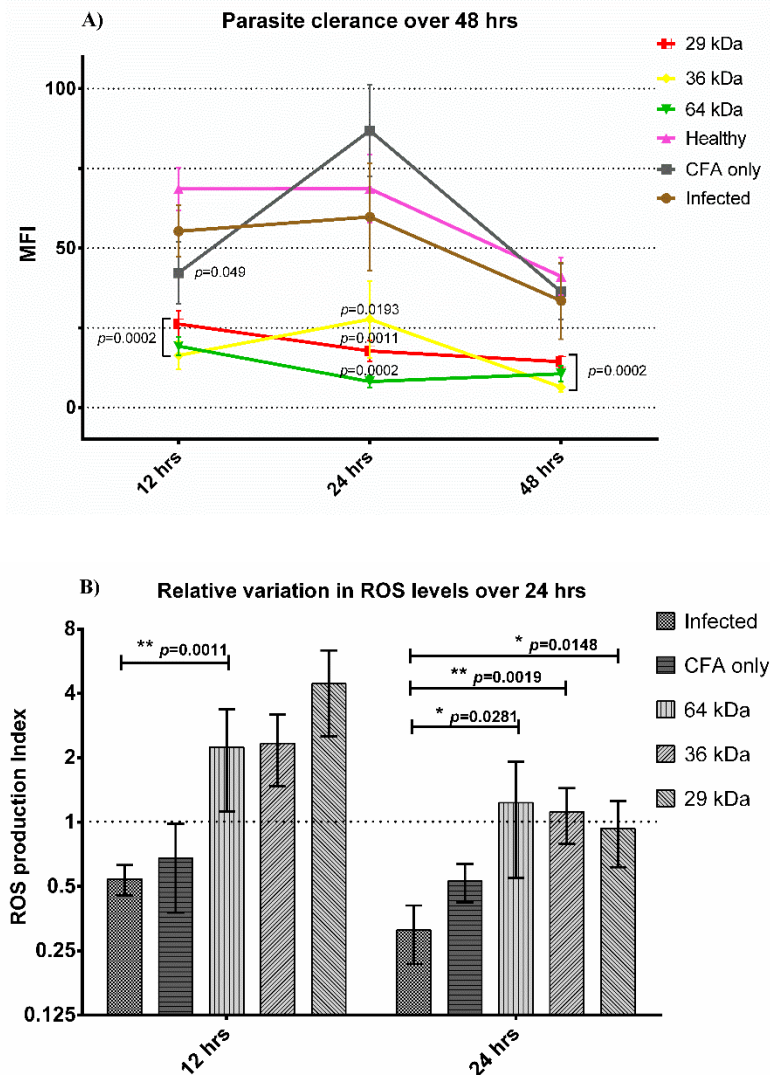 A)
Parasite clerance over 48 hrs
29 kDa
36 kDa
64 kDa
Healthy
CFA only
Infected
MFI
100
50
0
p=0.049
p=0.0193
p=0.0011
p=0.0002
p=0.0002
p=0.0002
12 hrs
24 hrs
48 hrs
B)
Relative variation in ROS levels over 24 hrs
Infected
CFA only
64 kDa
36 kDa
29 kDa
ROS production Index
8
4
2
1
0.5
0.25
0.125
** p=0.0011
* p=0.0148
** p=0.0019
* p=0.0281
12 hrs
24 hrs